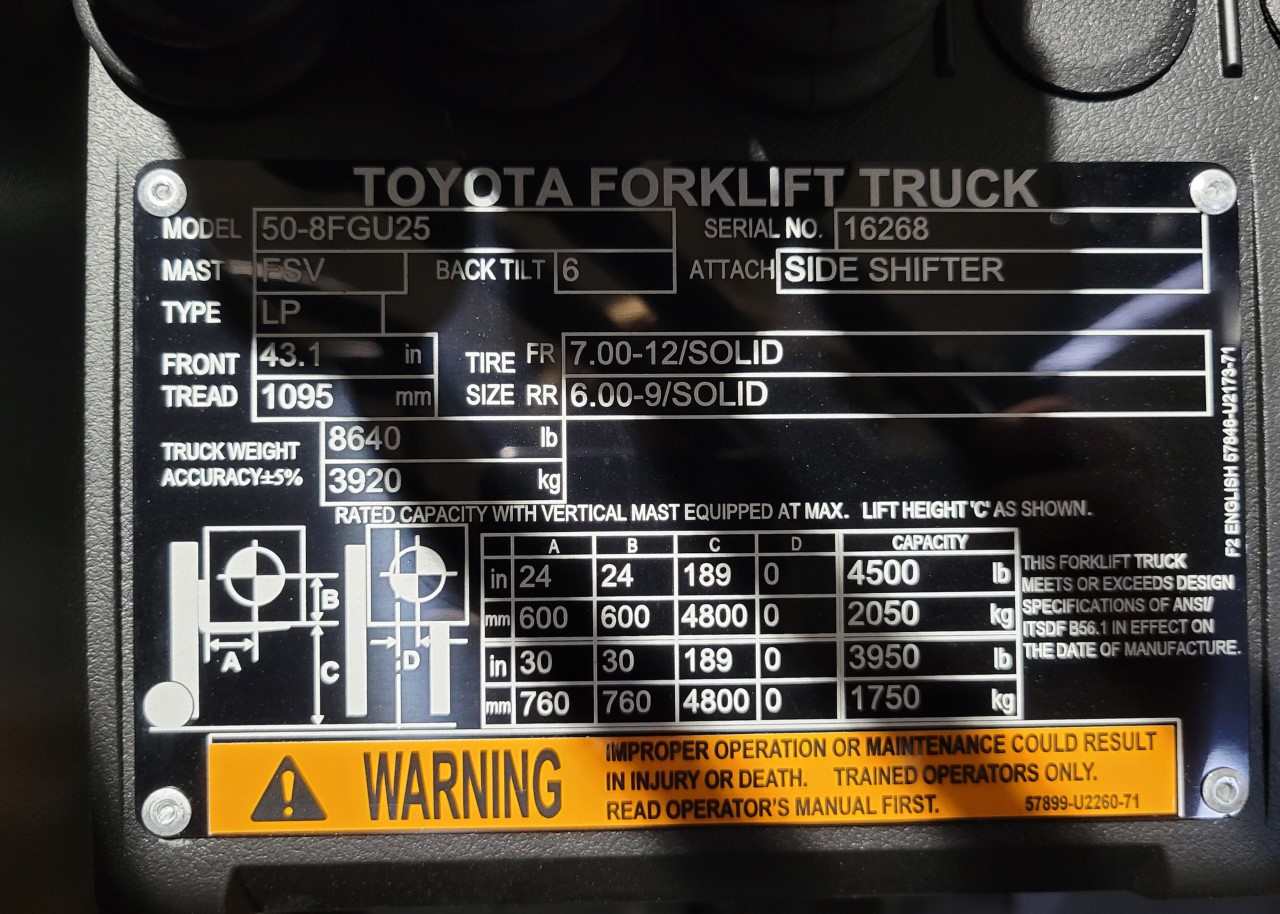 TOYOTA FORKLIFT TRUCK
MODEL 50-8FGU25 SERIAL NO. 16268
MAST FSV BACK TILT 6 ATTACH SIDE SHIFTER
TYPE LP
FRONT TREAD 43.1 in TIRE SIZE FR 7.00-12/SOLID
1095 mm RR 6.00-9/SOLID
TRUCK WEIGHT 8640 lb
ACCURACY±5% 3920 kg
RATED CAPACITY WITH VERTICAL MAST EQUIPPED AT MAX. LIFT HEIGHT 'C' AS SHOWN.
A B C D
A B C D CAPACITY
in 24 24 189 0 4500 lb
mm 600 600 4800 0 2050 kg
in 30 30 189 0 3950 lb
mm 760 760 4800 0 1750 kg
THIS FORKLIFT TRUCK
MEETS OR EXCEEDS DESIGN
SPECIFICATIONS OF ANSI/
ITSDF B56.1 IN EFFECT ON
THE DATE OF MANUFACTURE.
F2 ENGLISH 57846-U2173-71
WARNING
IMPROPER OPERATION OR MAINTENANCE COULD RESULT
IN INJURY OR DEATH. TRAINED OPERATORS ONLY.
READ OPERATOR'S MANUAL FIRST. 57899-U2260-71